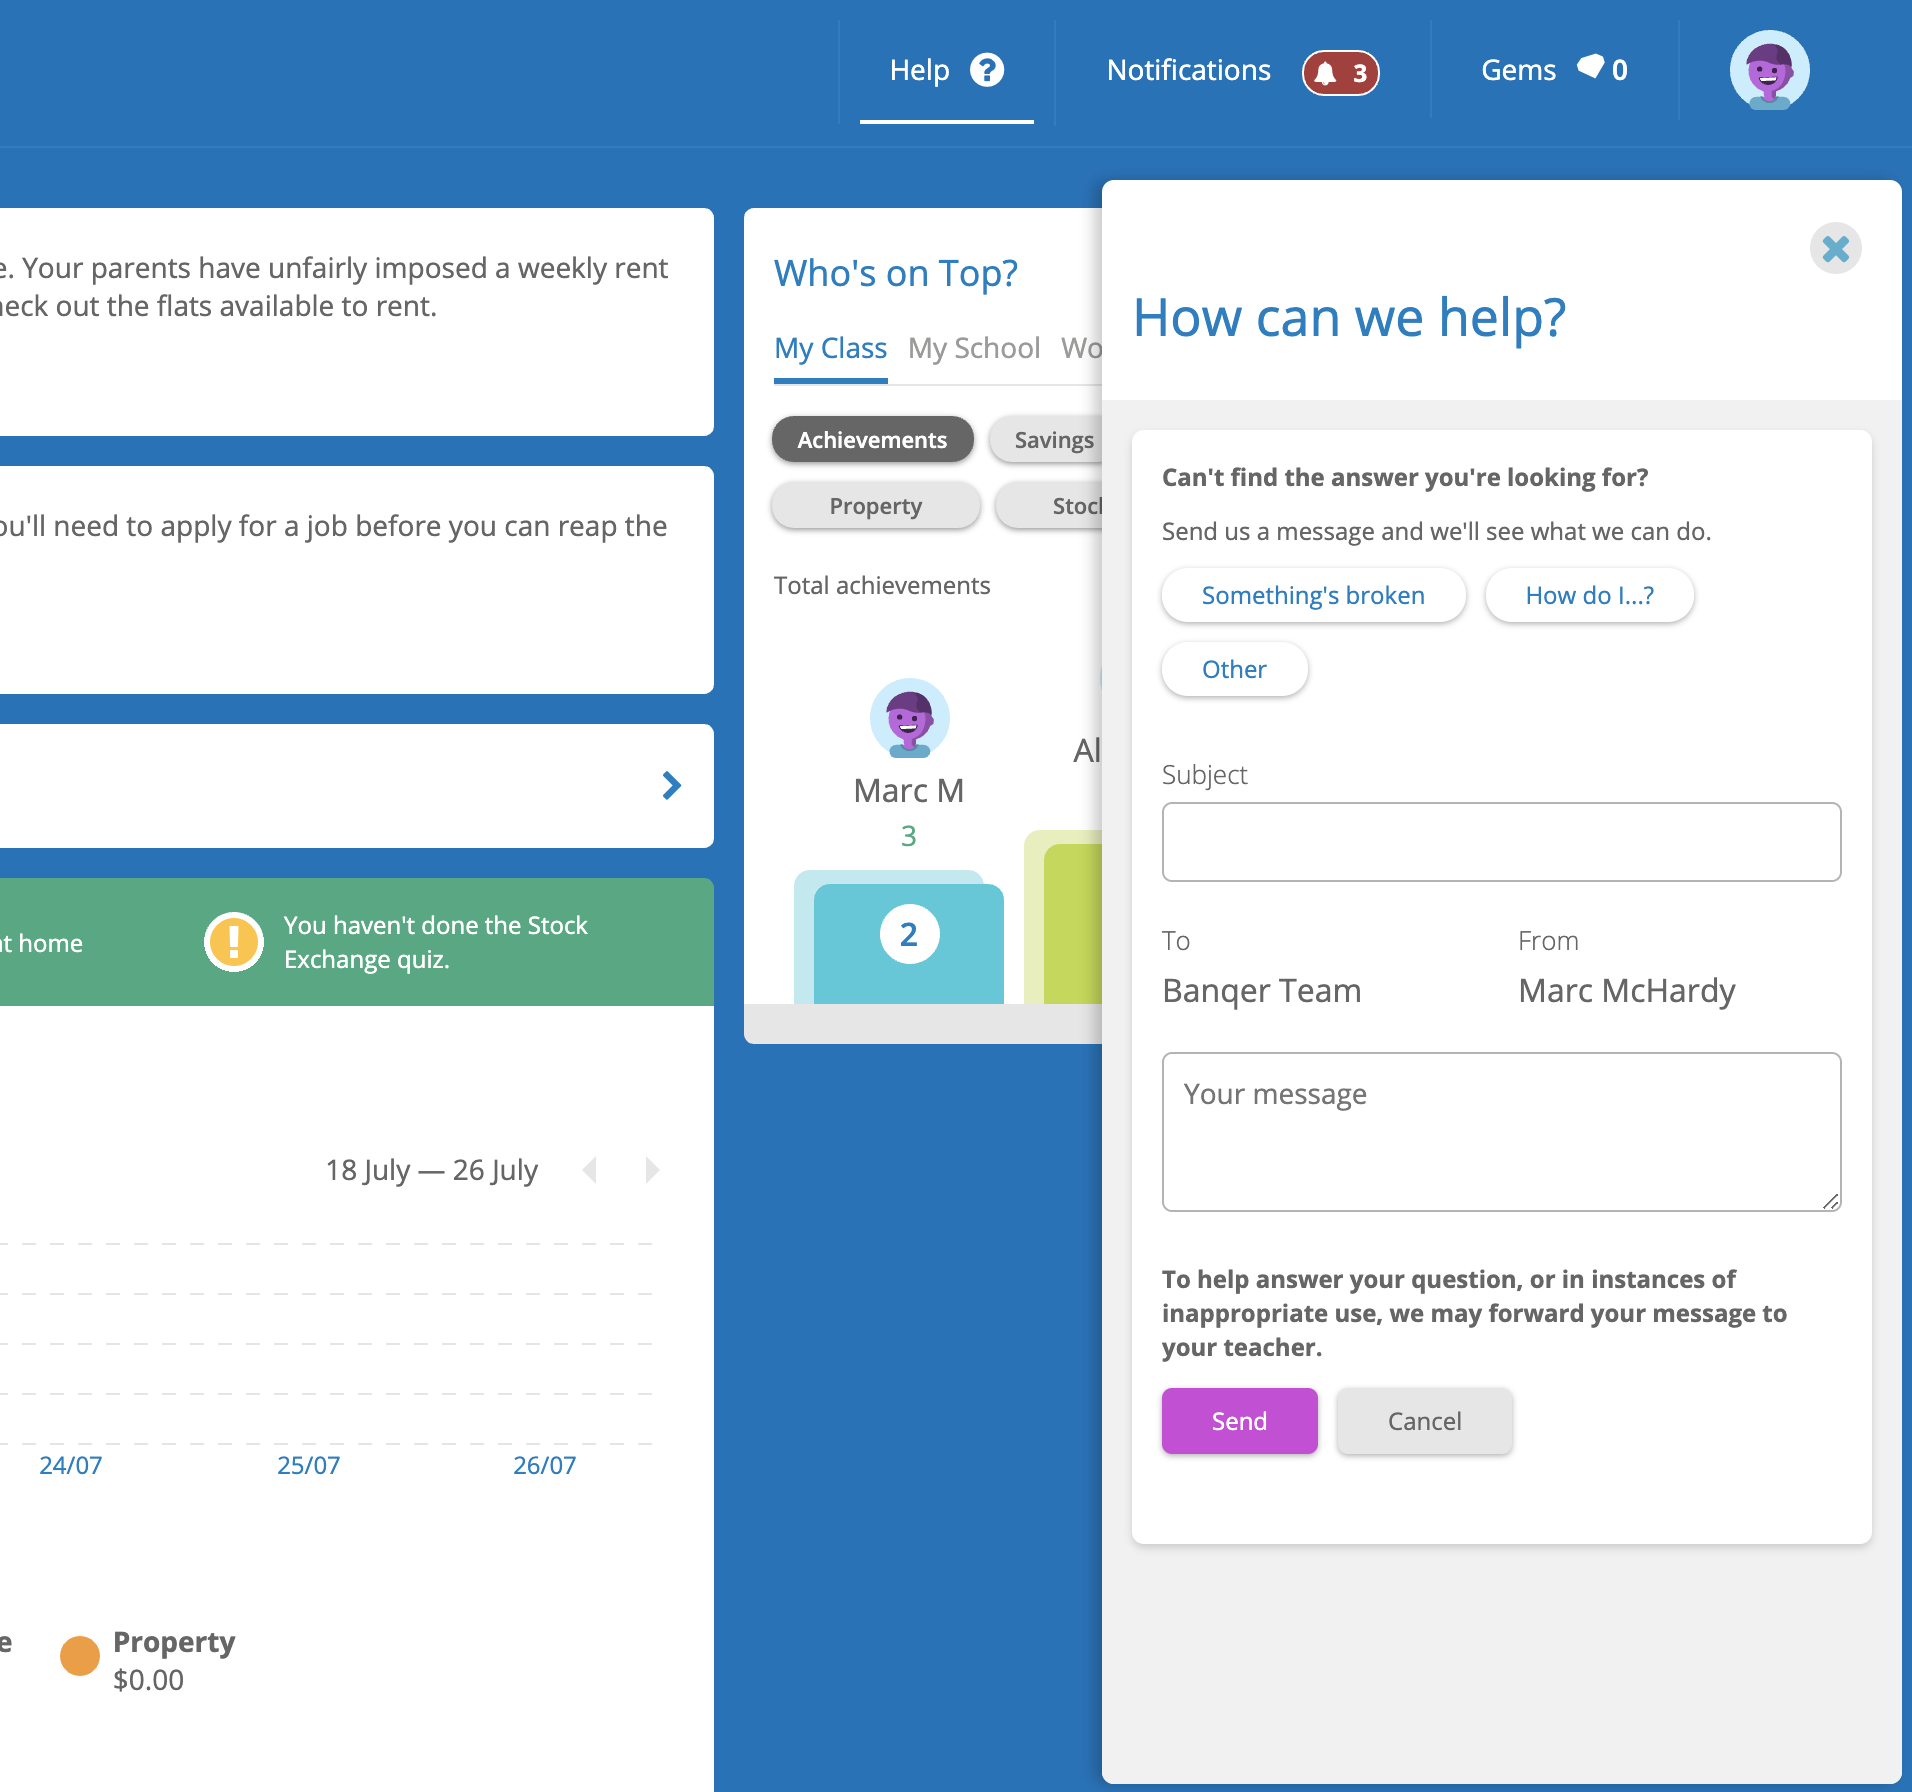 Help ?
Notifications 3
Gems 0
e. Your parents have unfairly imposed a weekly rent
eck out the flats available to rent.
ou'll need to apply for a job before you can reap the
at home
You haven't done the Stock
Exchange quiz.
18 July — 26 July
24/07 25/07 26/07
e
Property
$0.00
Who's on Top?
My Class My School Wo
Achievements Savings
Property Stoc
Total achievements
Marc M
3
2
Al
How can we help?
Can't find the answer you're looking for?
Send us a message and we'll see what we can do.
Something's broken How do I...?
Other
Subject
To From
Banqer Team Marc McHardy
Your message
To help answer your question, or in instances of
inappropriate use, we may forward your message to
your teacher.
Send Cancel